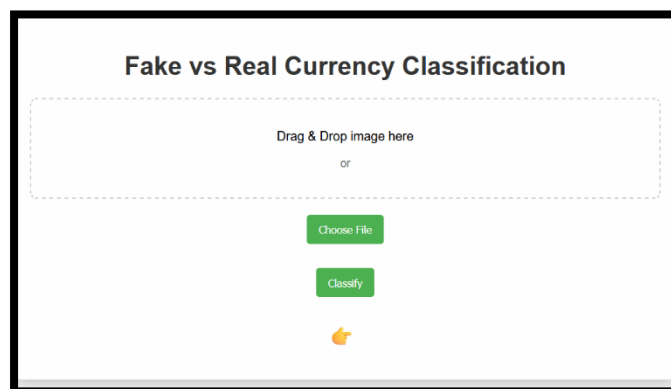 Fake vs Real Currency Classification
Drag & Drop image here
or
Choose File
Classify